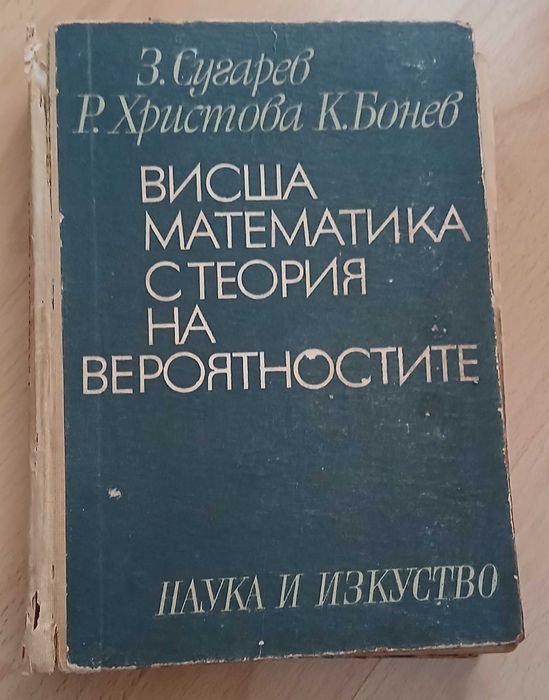 З. Сугарев
Р. Христова К. Бонев
ВИСША
МАТЕМАТИКА
С ТЕОРИЯ
НА
ВЕРОЯТНОСТИТЕ
НАУКА И ИЗКУСТВО